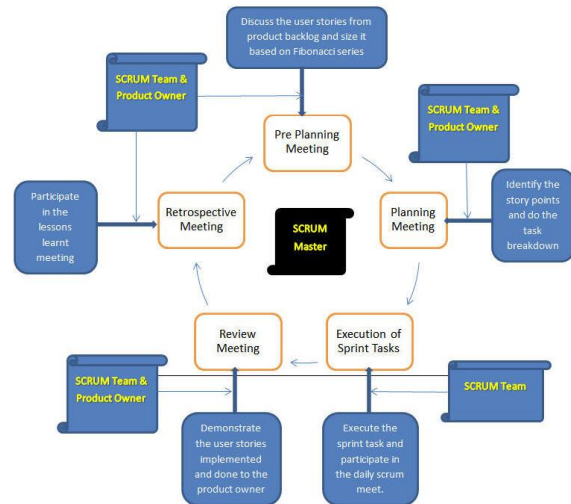 Discuss the user stories from
product backlog and size it
based on Fibonacci series
SCRUM Team &
Product Owner
SCRUM Team &
Product Owner
Pre Planning
Meeting
Participate
in the
lessons
learnt
meeting
Retrospective
Meeting
SCRUM
Master
Planning
Meeting
Identify the
story points
and do the
task
breakdown
Review
Meeting
Execution of
Sprint Tasks
SCRUM Team &
Product Owner
SCRUM Team
Demonstrate
the user stories
implemented
and done to the
product owner
Execute the
sprint task and
participate in
the daily scrum
meet.